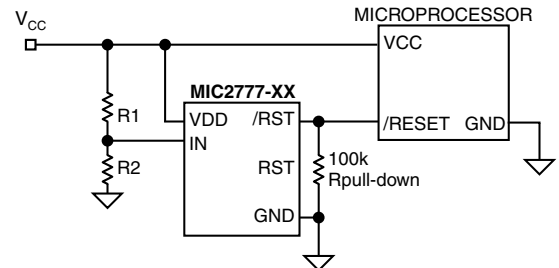 MICROPROCESSOR
VCC
VCC
MIC2777-XX
R1
VDD
/RST
/RESET
GND
IN
R2
RST
100k
Rpull-down
GND